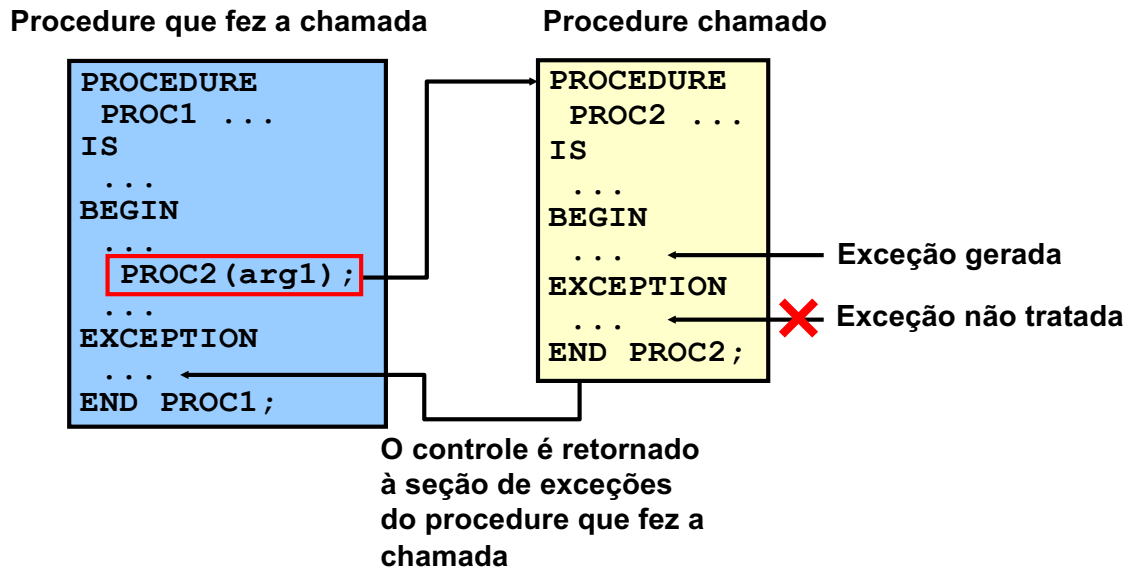 Procedure que fez a chamada
Procedure chamado
PROCEDURE
PROC1 ...
IS
...
BEGIN
...
PROC2(arg1);
...
EXCEPTION
...
END PROC1;
PROCEDURE
PROC2 ...
IS
...
BEGIN
...
EXCEPTION
...
END PROC2;
Exceção gerada
Exceção não tratada
O controle é retornado
à seção de exceções
do procedure que fez a
chamada